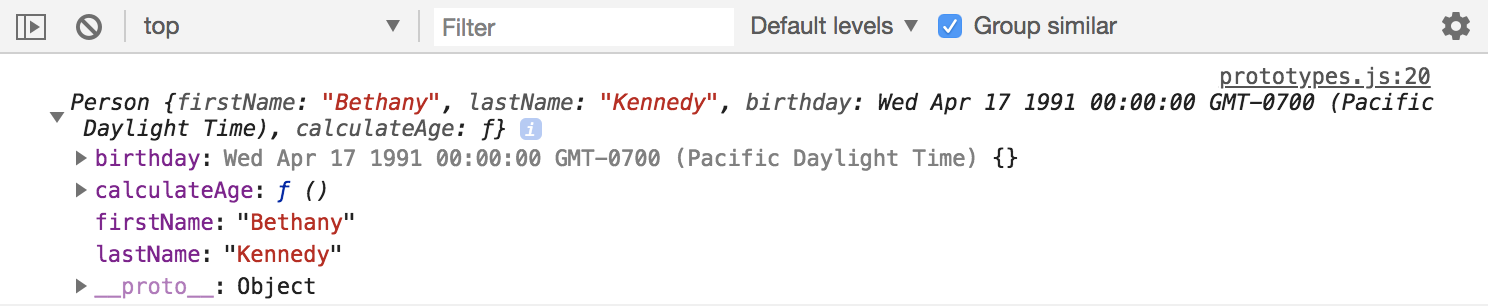 top Filter Default levels Group similar
prototypes.js:20
Person {firstName: "Bethany", lastName: "Kennedy", birthday: Wed Apr 17 1991 00:00:00 GMT-0700 (Pacific
Daylight Time), calculateAge: ƒ} i
birthday: Wed Apr 17 1991 00:00:00 GMT-0700 (Pacific Daylight Time) {}
calculateAge: ƒ ()
firstName: "Bethany"
lastName: "Kennedy"
__proto__: Object